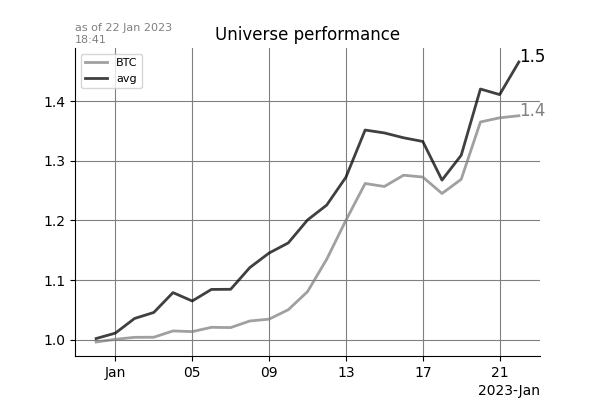 as of 22 Jan 2023
18:41
Universe performance
BTC
avg
1.5
1.4
1.4
1.3
1.2
1.1
1.0
Jan
05
09
13
17
21
2023-Jan